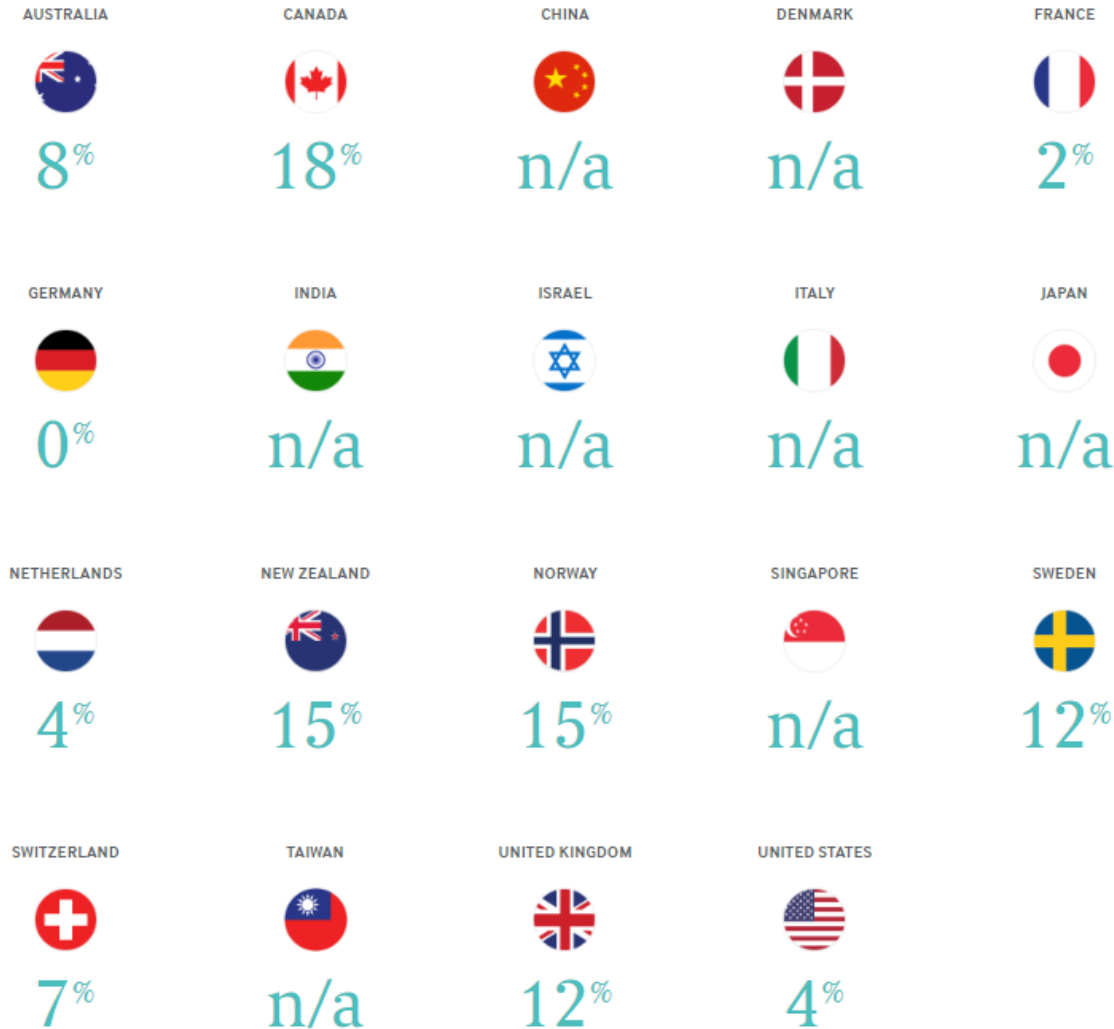 AUSTRALIA CANADA CHINA DENMARK FRANCE
8% 18% n/a n/a 2%
GERMANY INDIA ISRAEL ITALY JAPAN
0% n/a n/a n/a n/a
NETHERLANDS NEW ZEALAND NORWAY SINGAPORE SWEDEN
4% 15% 15% n/a 12%
SWITZERLAND TAIWAN UNITED KINGDOM UNITED STATES
7% n/a 12% 4%